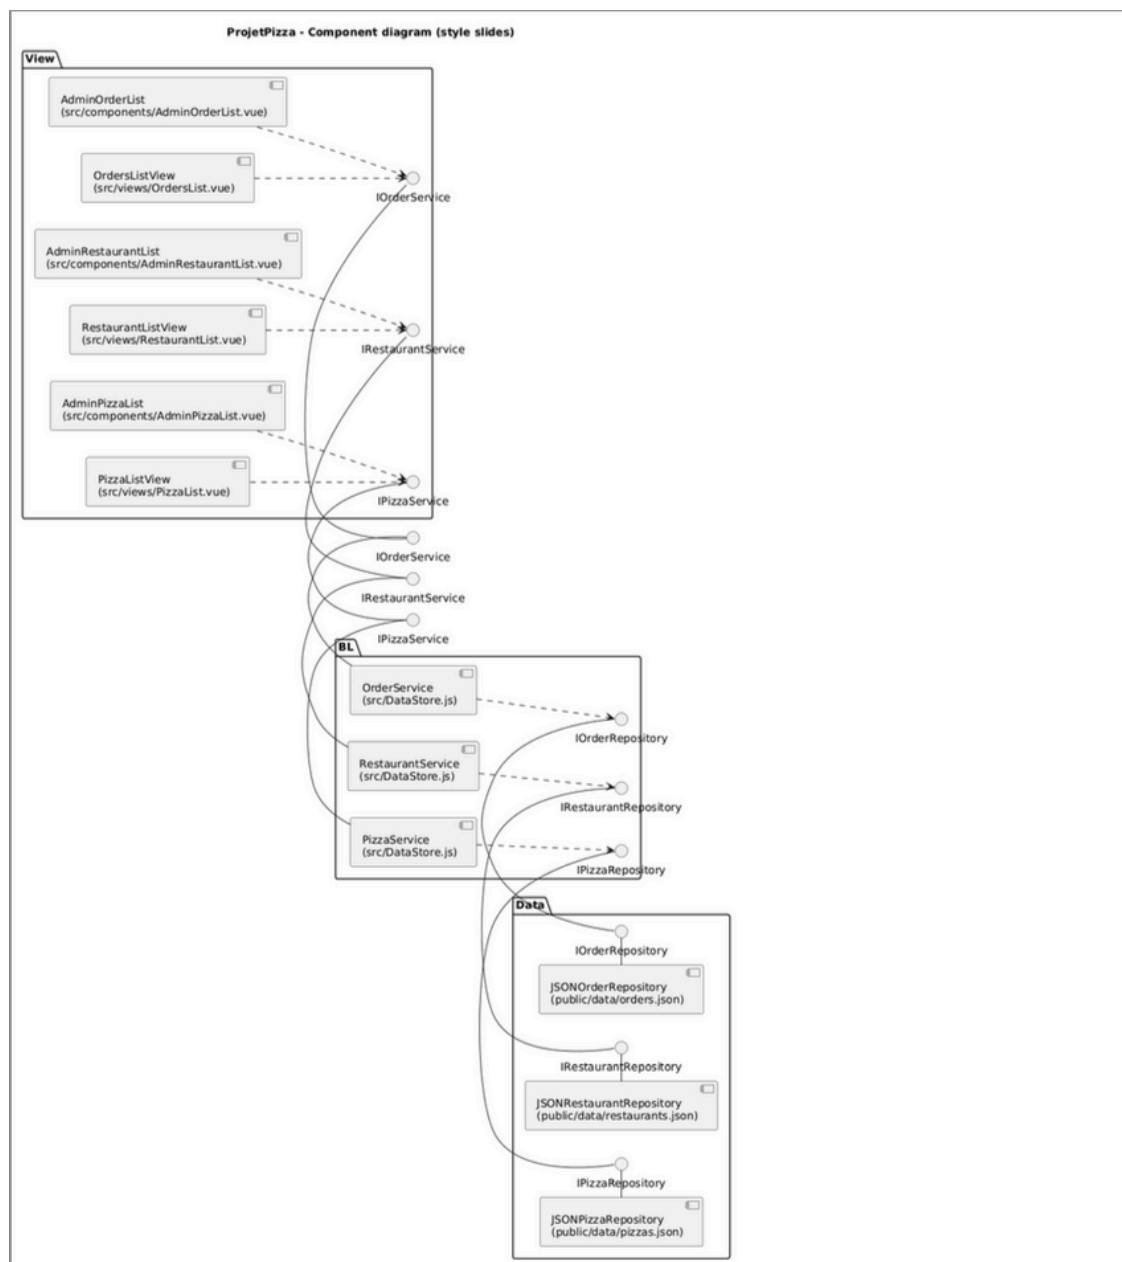 ProjetPizza - Component diagram (style slides)
View
AdminOrderList
(src/components/AdminOrderList.vue)
OrdersListView
(src/views/OrdersList.vue)
IOrderService
AdminRestaurantList
(src/components/AdminRestaurantList.vue)
RestaurantListView
(src/views/RestaurantList.vue)
IRestaurantService
AdminPizzaList
(src/components/AdminPizzaList.vue)
PizzaListView
(src/views/PizzaList.vue)
IPizzaService
IOrderService
IRestaurantService
IPizzaService
BL
OrderService
(src/DataStore.js)
IOrderRepository
RestaurantService
(src/DataStore.js)
IRestaurantRepository
PizzaService
(src/DataStore.js)
IPizzaRepository
Data
IOrderRepository
JSONOrderRepository
(public/data/orders.json)
IRestaurantRepository
JSONRestaurantRepository
(public/data/restaurants.json)
IPizzaRepository
JSONPizzaRepository
(public/data/pizzas.json)